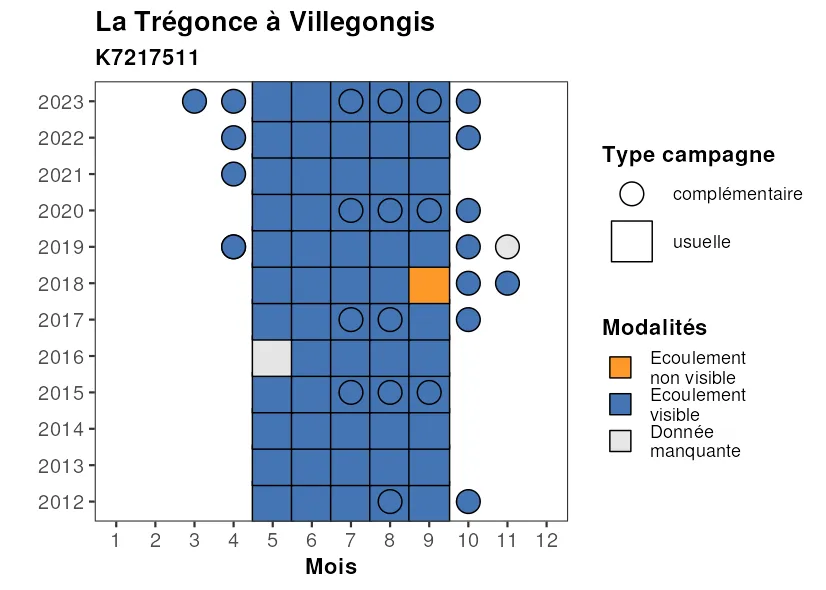 La Trégonce à Villegongis
K7217511
2023
2022
2021
2020
2019
2018
2017
2016
2015
2014
2013
2012
1 2 3 4 5 6 7 8 9 10 11 12
Mois
Type campagne
complémentaire
usuelle
Modalités
Ecoulement
non visible
Ecoulement
visible
Donnée
manquante